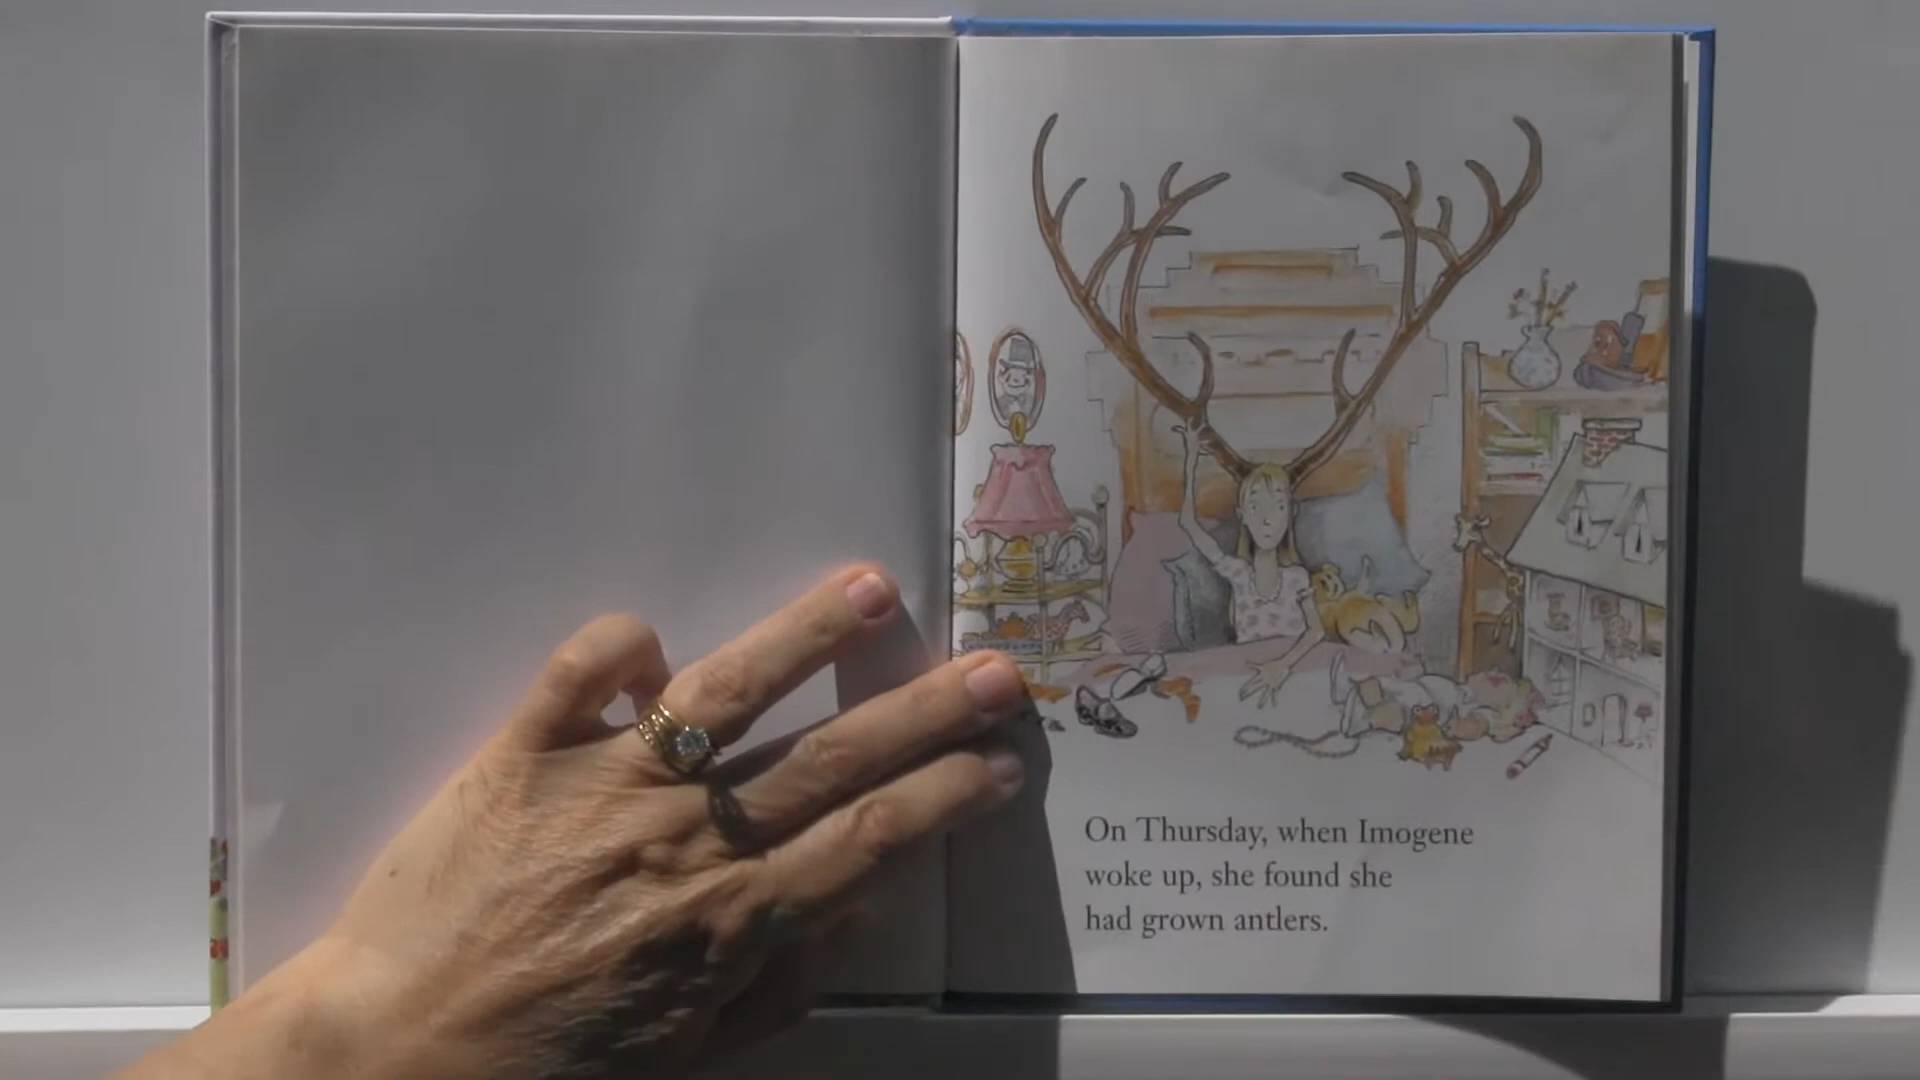 On Thursday, when Imogene
woke up, she found she
had grown antlers.